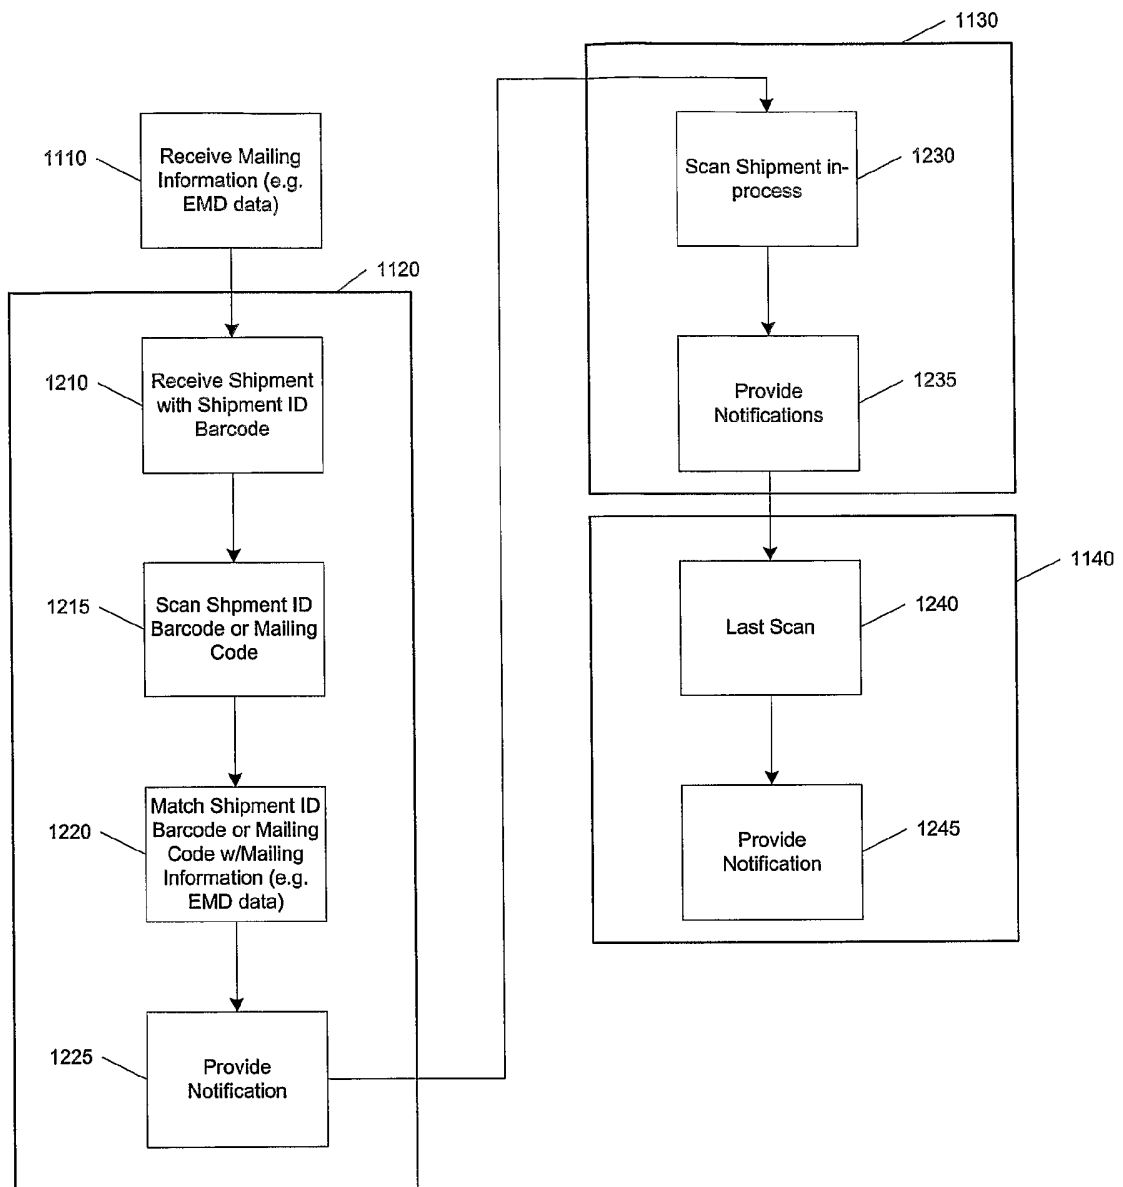 1110
Receive Mailing
Information (e.g.
EMD data)
1120
1210
Receive Shipment
with Shipment ID
Barcode
1215
Scan Shpment ID
Barcode or Mailing
Code
1220
Match Shipment ID
Barcode or Mailing
Code w/Mailing
Information (e.g.
EMD data)
1225
Provide
Notification
1130
1230
Scan Shipment in-
process
1235
Provide
Notifications
1140
1240
Last Scan
1245
Provide
Notification